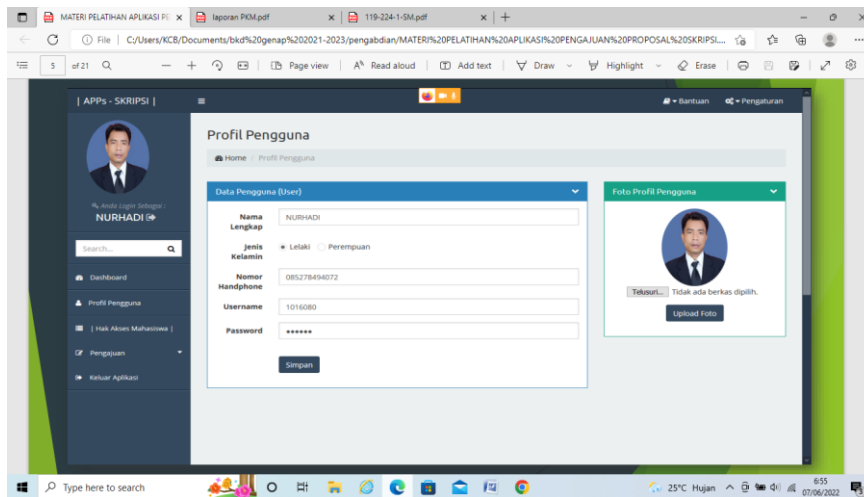 MATERI PELATIHAN APLIKASI PE
laporan PKM.pdf
119-224-1-SM.pdf
File | C:/Users/KCB/Documents/bkd%20genap%202021-2023/pengabdian/MATERI%20PELATIHAN%20APLIKASI%20PENGAJUAN%20PROPOSAL%20SKRIPSI....
5 of 21
Page view
Read aloud
Add text
Draw
Highlight
Erase
| APPs - SKRIPSI |
Bantuan
Pengaturan
Anda Login Sebagai :
NURHADI
Search...
Dashboard
Profil Pengguna
| Hak Akses Mahasiswa |
Pengajuan
Keluar Aplikasi
Profil Pengguna
Home / Profil Pengguna
Data Pengguna (User)
Nama Lengkap
NURHADI
Jenis Kelamin
Lelaki
Perempuan
Nomor Handphone
085278494072
Username
1016080
Password
••••••
Simpan
Foto Profil Pengguna
Telusuri... Tidak ada berkas dipilih.
Upload Foto
Type here to search
25°C Hujan
6:55
07/06/2022